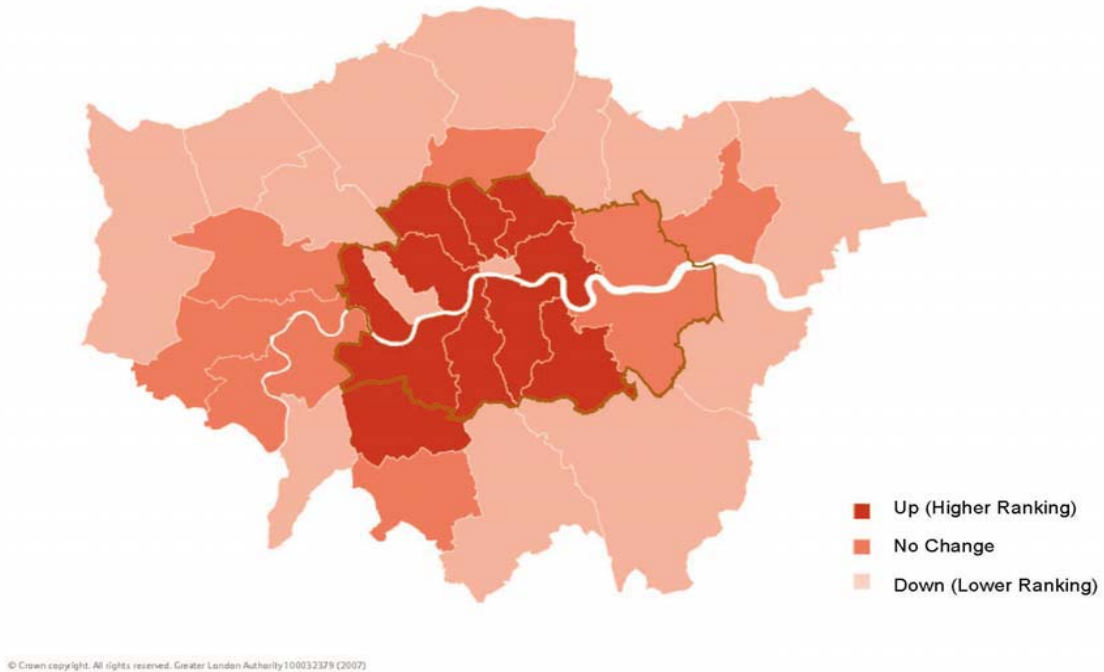 Up (Higher Ranking)
No Change
Down (Lower Ranking)
© Crown copyright. All rights reserved. Greater London Authority 100032379 (2007)